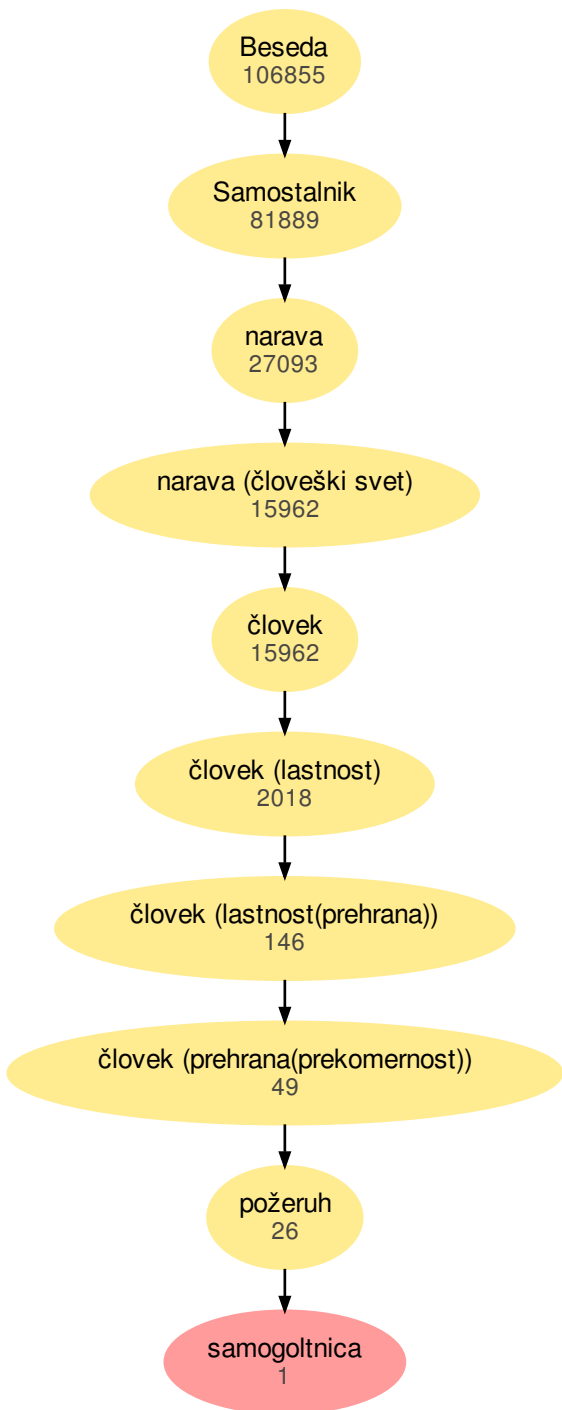 Beseda
106855
Samostalnik
81889
narava
27093
narava (človeški svet)
15962
človek
15962
človek (lastnost)
2018
človek (lastnost(prehrana))
146
človek (prehrana(prekomernost))
49
požeruh
26
samogoltnica
1